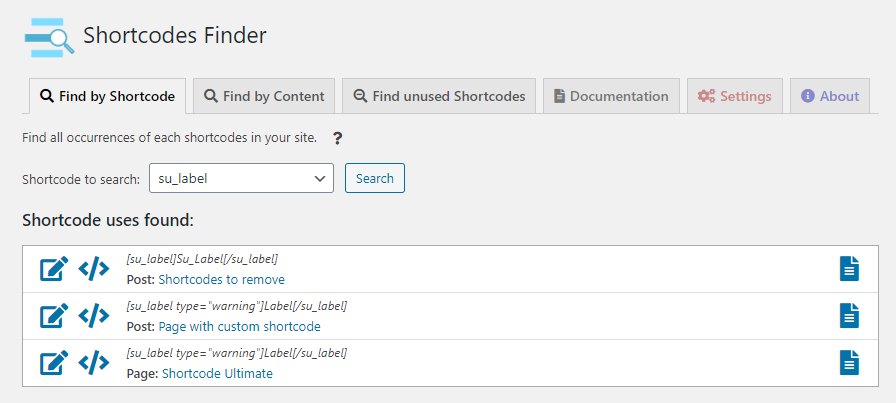 Shortcodes Finder
Find by Shortcode Find by Content Find unused Shortcodes Documentation Settings About
Find all occurrences of each shortcodes in your site. ?
Shortcode to search: su_label Search
Shortcode uses found:
[su_label]Su_Label[/su_label]
Post: Shortcodes to remove
[su_label type="warning"]Label[/su_label]
Post: Page with custom shortcode
[su_label type="warning"]Label[/su_label]
Page: Shortcode Ultimate